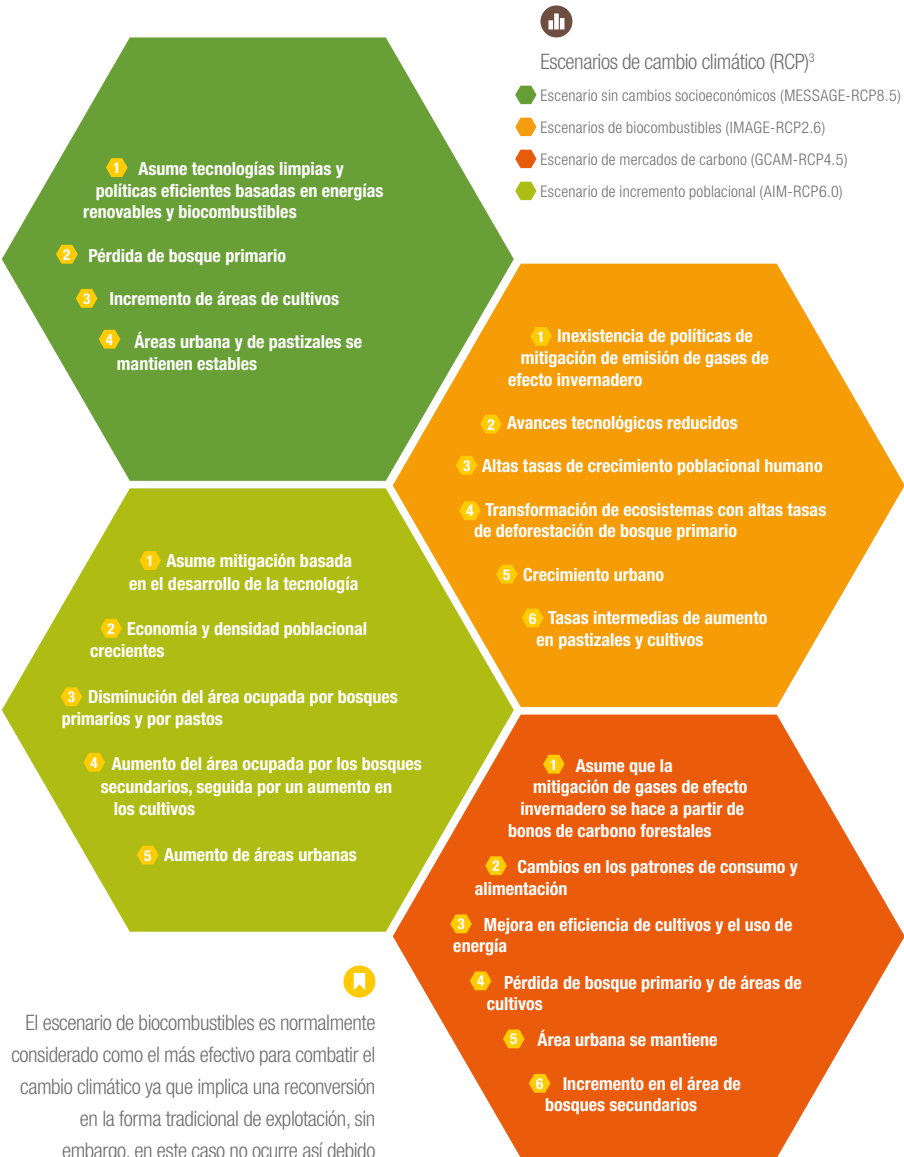 Escenarios de cambio climático (RCP)3
Escenario sin cambios socioeconómicos (MESSAGE-RCP8.5)
Escenarios de biocombustibles (IMAGE-RCP2.6)
Escenario de mercados de carbono (GCAM-RCP4.5)
Escenario de incremento poblacional (AIM-RCP6.0)
1 Asume tecnologías limpias y
políticas eficientes basadas en energías
renovables y biocombustibles
2 Pérdida de bosque primario
3 Incremento de áreas de cultivos
4 Áreas urbana y de pastizales se
mantienen estables
1 Inexistencia de políticas de
mitigación de emisión de gases de
efecto invernadero
2 Avances tecnológicos reducidos
3 Altas tasas de crecimiento poblacional humano
4 Transformación de ecosistemas con altas tasas
de deforestación de bosque primario
5 Crecimiento urbano
6 Tasas intermedias de aumento
en pastizales y cultivos
1 Asume mitigación basada
en el desarrollo de la tecnología
2 Economía y densidad poblacional
crecientes
3 Disminución del área ocupada por bosques
primarios y por pastos
4 Aumento del área ocupada por los bosques
secundarios, seguida por un aumento en
los cultivos
5 Aumento de áreas urbanas
1 Asume que la
mitigación de gases de efecto
invernadero se hace a partir de
bonos de carbono forestales
2 Cambios en los patrones de consumo y
alimentación
3 Mejora en eficiencia de cultivos y el uso de
energía
4 Pérdida de bosque primario y de áreas de
cultivos
5 Área urbana se mantiene
6 Incremento en el área de
bosques secundarios
El escenario de biocombustibles es normalmente
considerado como el más efectivo para combatir el
cambio climático ya que implica una reconversión
en la forma tradicional de explotación, sin
embargo, en este caso no ocurre así debido